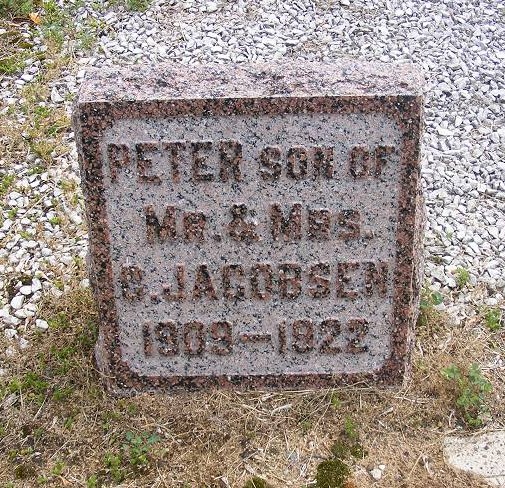 PETER SON OF
MR. & MRS.
C. JACOBSEN
1909-1922